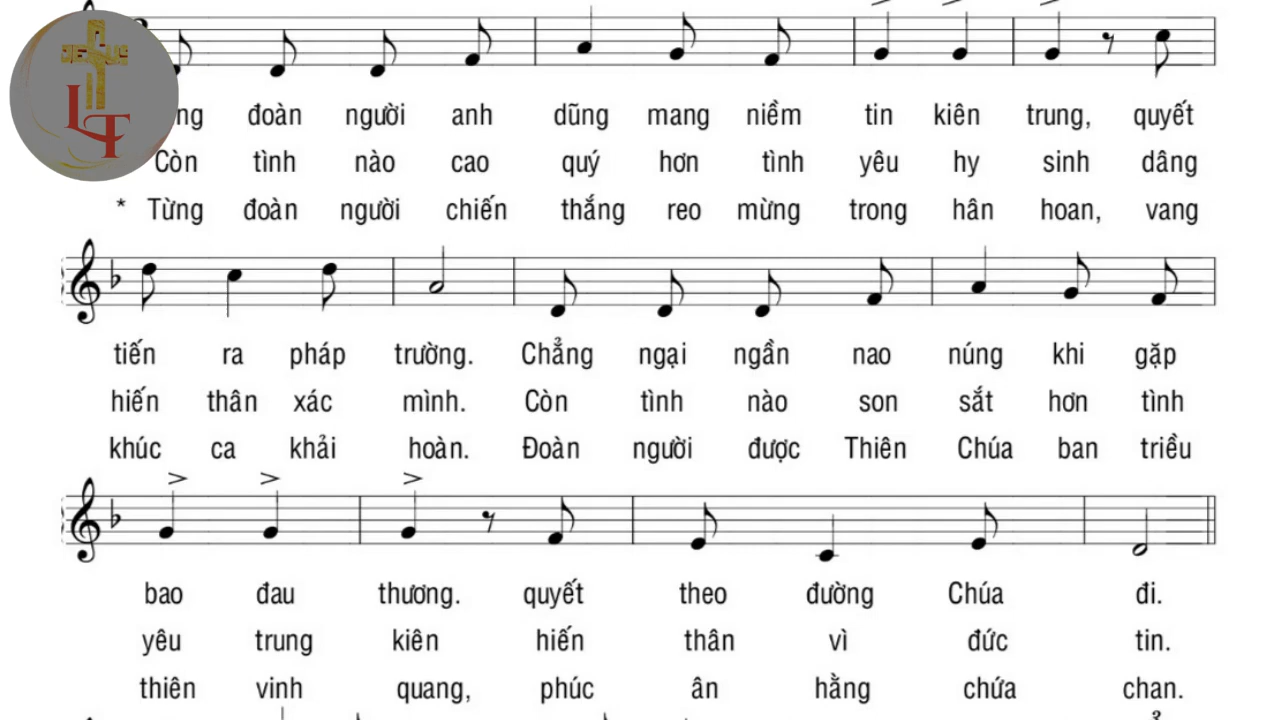 JESUS
LT
ng đoàn người anh dũng mang niềm tin kiên trung, quyết
Còn tình nào cao quý hơn tình yêu hy sinh dâng
* Từng đoàn người chiến thắng reo mừng trong hân hoan, vang
tiến ra pháp trường. Chẳng ngại ngần nao núng khi gặp
hiến thân xác mình. Còn tình nào son sắt hơn tình
khúc ca khải hoàn. Đoàn người được Thiên Chúa ban triều
bao đau thương. quyết theo đường Chúa đi.
yêu trung kiên hiến thân vì đức tin.
thiên vinh quang, phúc ân hằng chứa chan.
3